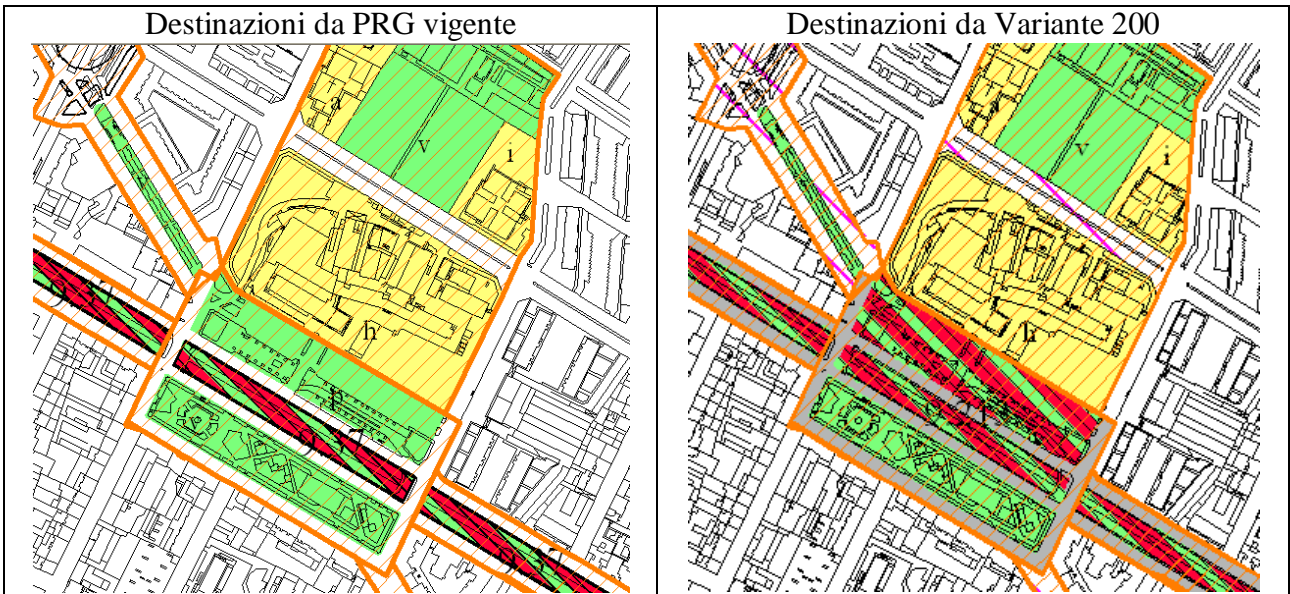 Destinazioni da PRG vigente
Destinazioni da Variante 200
a
v
i
h
p
a
v
i
h